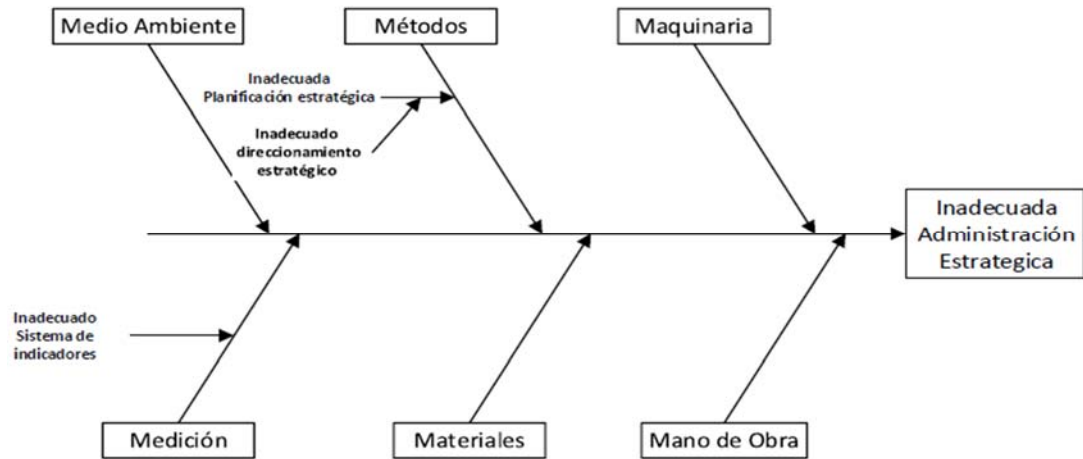 Medio Ambiente
Métodos
Maquinaria
Inadecuada
Planificación estratégica
Inadecuado
direccionamiento
estratégico
Inadecuada
Administración
Estrategica
Inadecuado
Sistema de
indicadores
Medición
Materiales
Mano de Obra